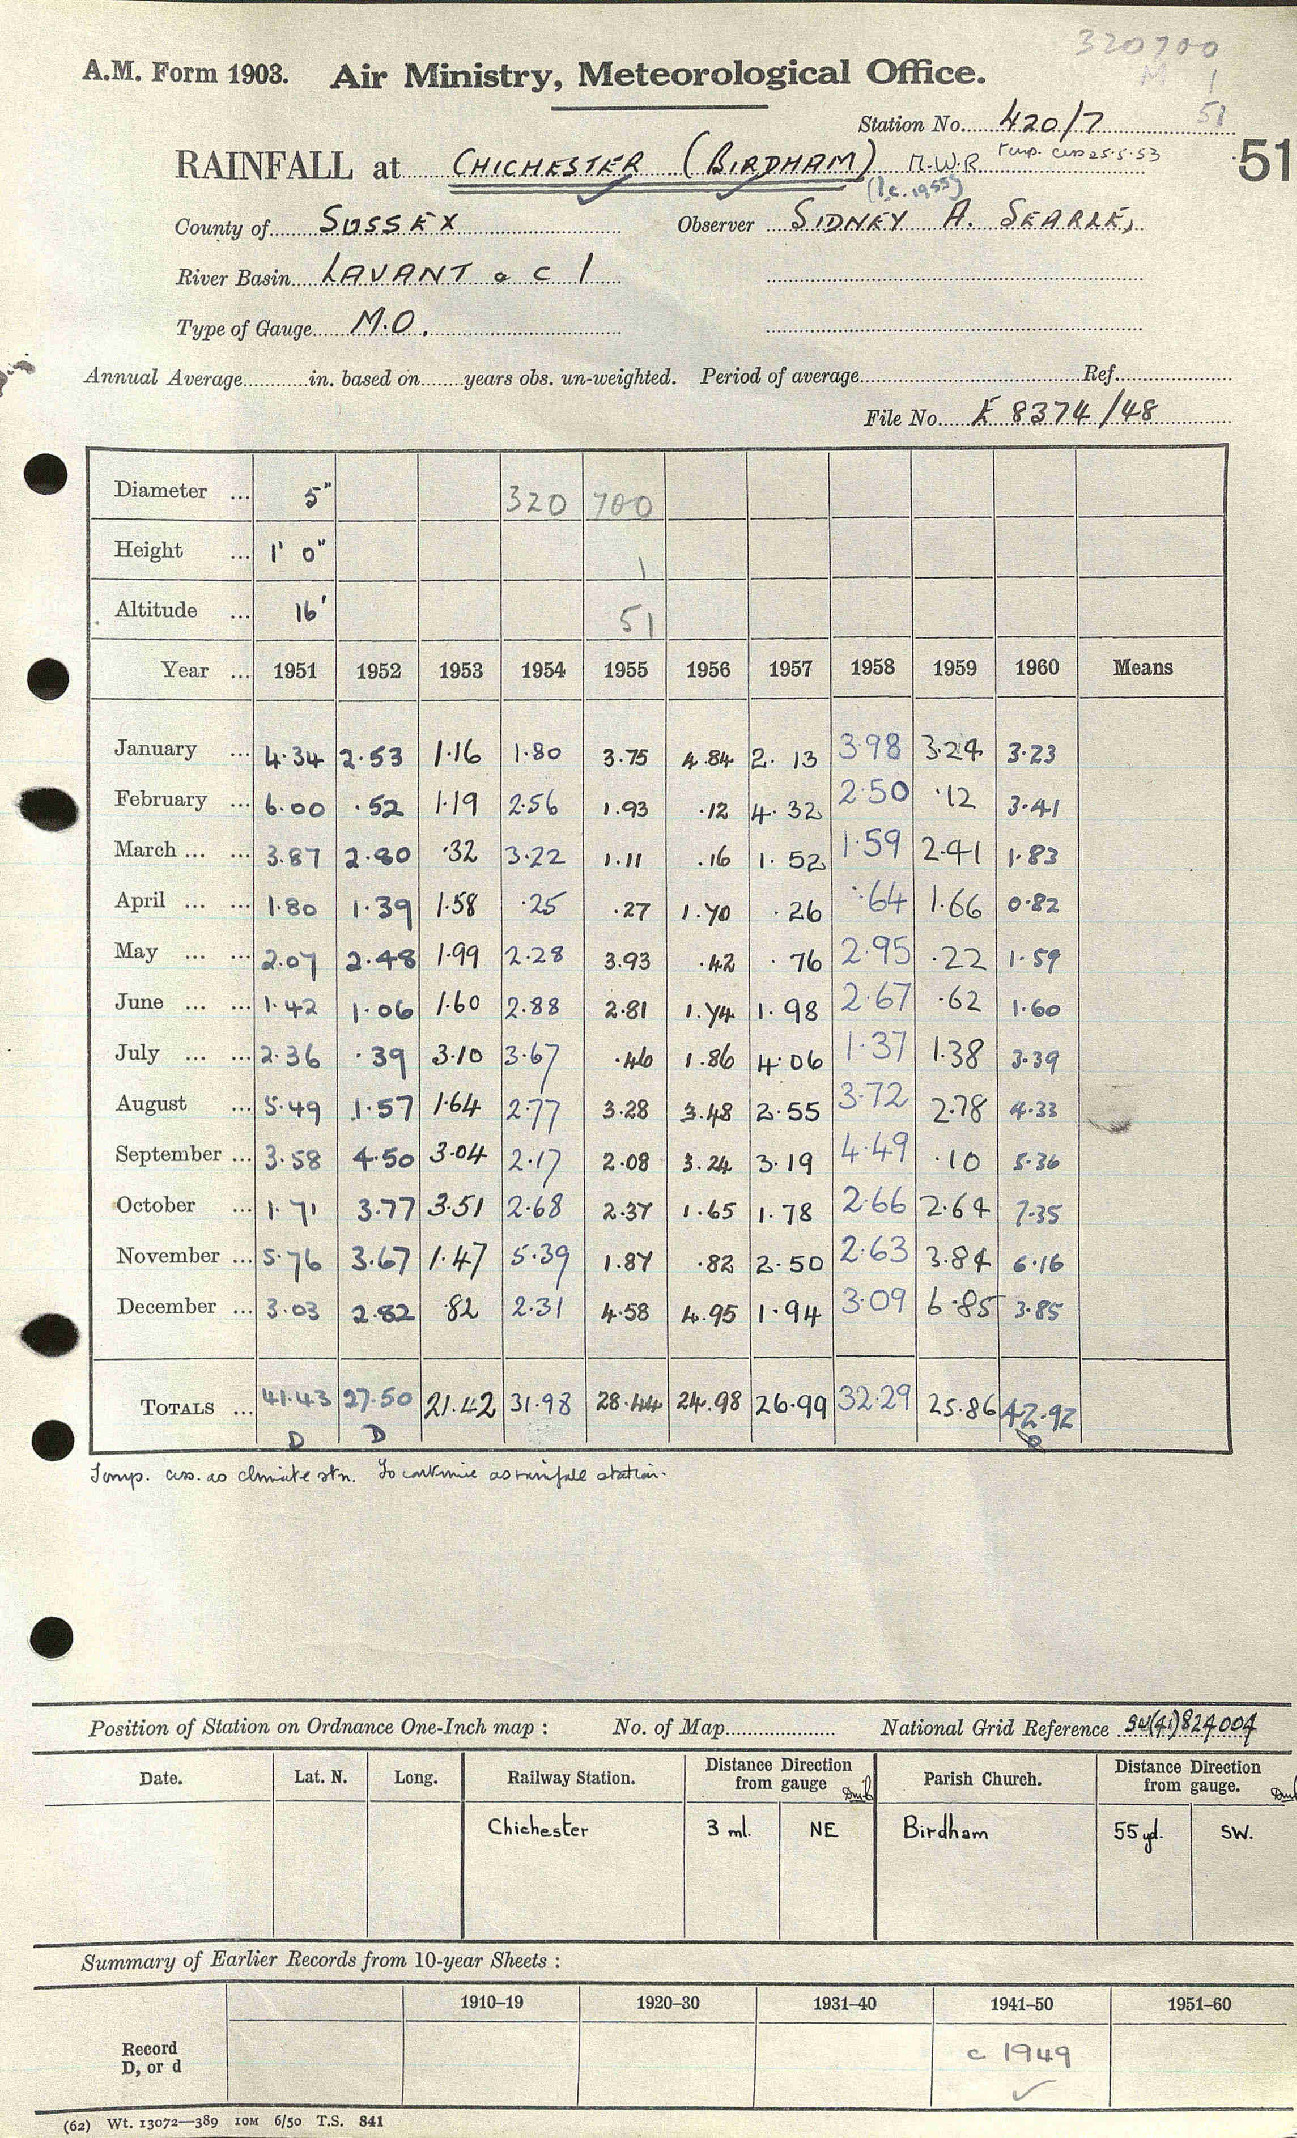 320700
M 1
51
A.M. Form 1903. Air Ministry, Meteorological Office.
Station No. 420/7
RAINFALL at CHICHESTER (BIRDHAM) M.W.R Temp. Cess 25.5.53
51
County of SUSSEX Observer SIDNEY A. SEARLE,
River Basin LAVANT & C 1
Type of Gauge M.O.
Annual Average in. based on years obs. un-weighted. Period of average Ref.
File No. E 8374/48
Diameter ... 5" 320 700
Height ... 1' 0" 1
Altitude ... 16' 51
Year ... 1951 1952 1953 1954 1955 1956 1957 1958 1959 1960 Means
January ... 4.34 2.53 1.16 1.80 3.75 4.84 2.13 3.98 3.24 3.23
February ... 6.00 .52 1.19 2.56 1.93 .12 4.32 2.50 .12 3.41
March ... ... 3.87 2.80 .32 3.22 1.11 .16 1.52 1.59 2.41 1.83
April ... ... 1.80 1.39 1.58 .25 .27 1.70 .26 .64 1.66 0.82
May ... ... 2.07 2.48 1.99 2.28 3.93 .42 .76 2.95 .22 1.59
June ... ... 1.42 1.06 1.60 2.88 2.81 1.74 1.98 2.67 .62 1.60
July ... ... 2.36 .39 3.10 3.67 .46 1.86 4.06 1.37 1.38 3.39
August ... 5.49 1.57 1.64 2.77 3.28 3.48 2.55 3.72 2.78 4.33
September ... 3.58 4.50 3.04 2.17 2.08 3.24 3.19 4.49 .10 5.36
October ... 1.71 3.77 3.51 2.68 2.37 1.65 1.78 2.66 2.64 7.35
November ... 5.76 3.67 1.47 5.39 1.87 .82 2.50 2.63 3.84 6.16
December ... 3.03 2.82 .82 2.31 4.58 4.95 1.94 3.09 6.85 3.85
TOTALS ... 41.43 27.50 21.42 31.98 28.44 24.98 26.99 32.29 25.86 42.92
D D D
Temp. cess. as climate stn. To continue as rainfall station.
Position of Station on Ordnance One-Inch map : No. of Map National Grid Reference SU(41)824004
Date. Lat. N. Long. Railway Station. Distance Direction from gauge Parish Church. Distance Direction from gauge.
Chichester 3 ml. NE Birdham 55 yd. SW.
Summary of Earlier Records from 10-year Sheets :
1910–19 1920–30 1931–40 1941–50 1951–60
Record D, or d c 1949
(62) Wt. 13072—389 10M 6/50 T.S. 841